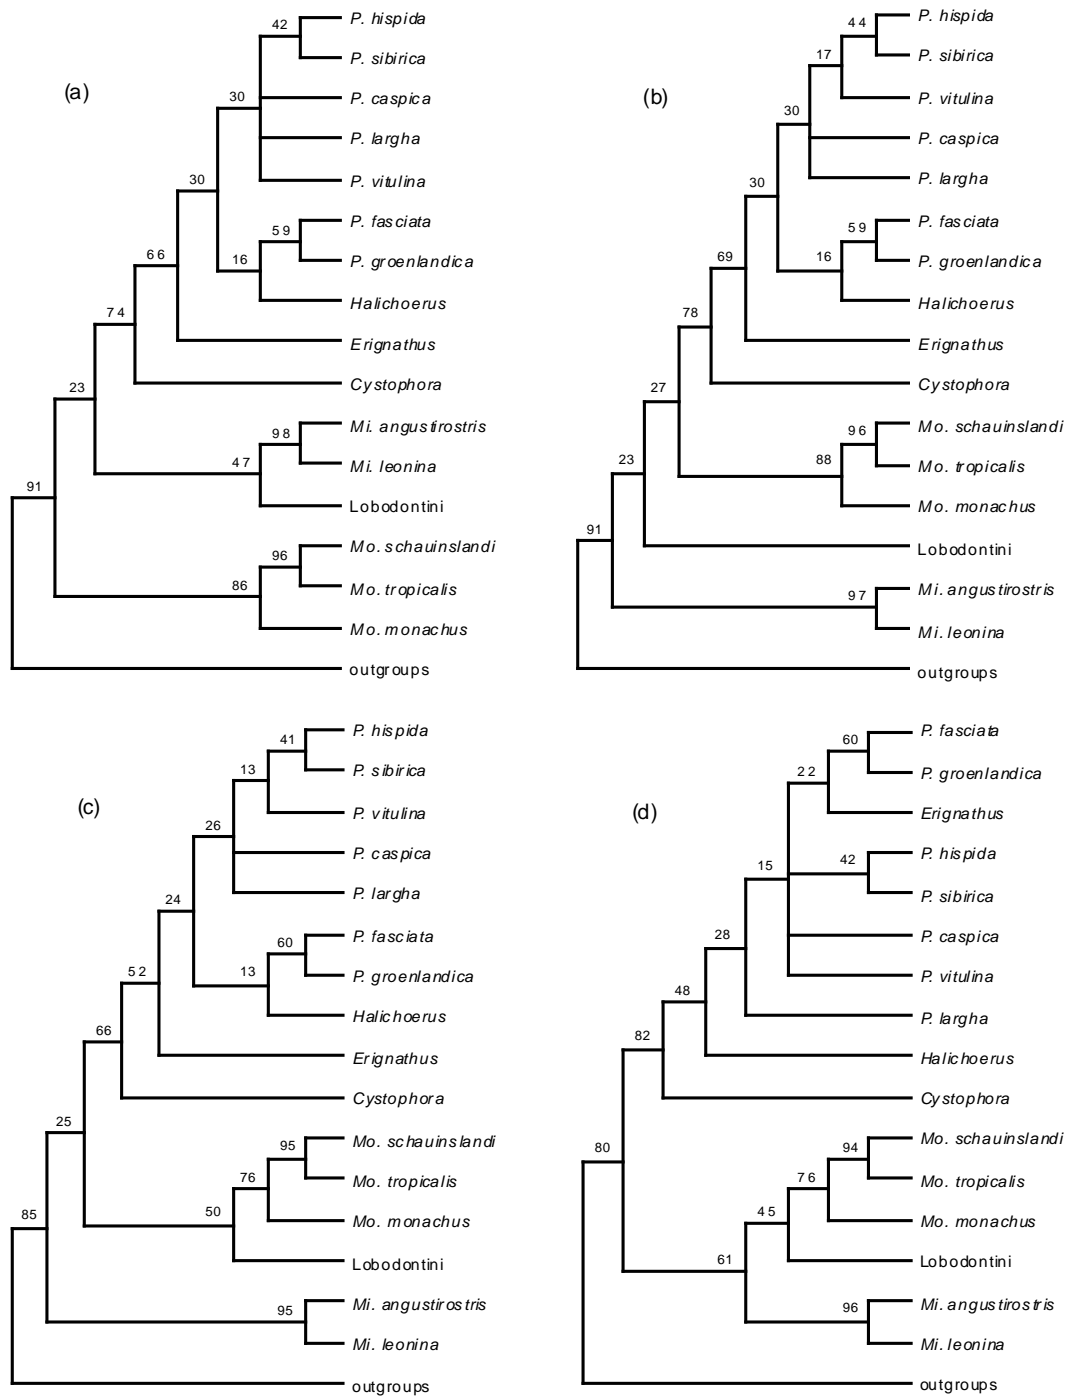 (a)
42
P. hispida
P. sibirica
30
P. caspica
P. largha
P. vitulina
30
P. fasciata
59
P. groenlandica
16
Halichoerus
66
Erignathus
74
Cystophora
23
Mi. angustirostris
98
Mi. leonina
47
Lobodontini
91
Mo. schauinslandi
96
Mo. tropicalis
86
Mo. monachus
outgroups
(b)
P. hispida
44
P. sibirica
17
P. vitulina
30
P. caspica
P. largha
30
P. fasciata
59
P. groenlandica
16
Halichoerus
69
Erignathus
78
Cystophora
27
Mo. schauinslandi
96
Mo. tropicalis
88
Mo. monachus
23
Lobodontini
91
Mi. angustirostris
97
Mi. leonina
outgroups
(c)
P. hispida
41
P. sibirica
13
P. vitulina
26
P. caspica
P. largha
24
P. fasciata
60
P. groenlandica
13
Halichoerus
52
Erignathus
66
Cystophora
25
Mo. schauinslandi
95
Mo. tropicalis
76
Mo. monachus
50
Lobodontini
85
Mi. angustirostris
95
Mi. leonina
outgroups
(d)
P. fasciata
60
P. groenlandica
22
Erignathus
15
P. hispida
42
P. sibirica
P. caspica
28
P. vitulina
48
P. largha
82
Halichoerus
Cystophora
80
Mo. schauinslandi
94
Mo. tropicalis
76
Mo. monachus
45
Lobodontini
61
Mi. angustirostris
96
Mi. leonina
outgroups